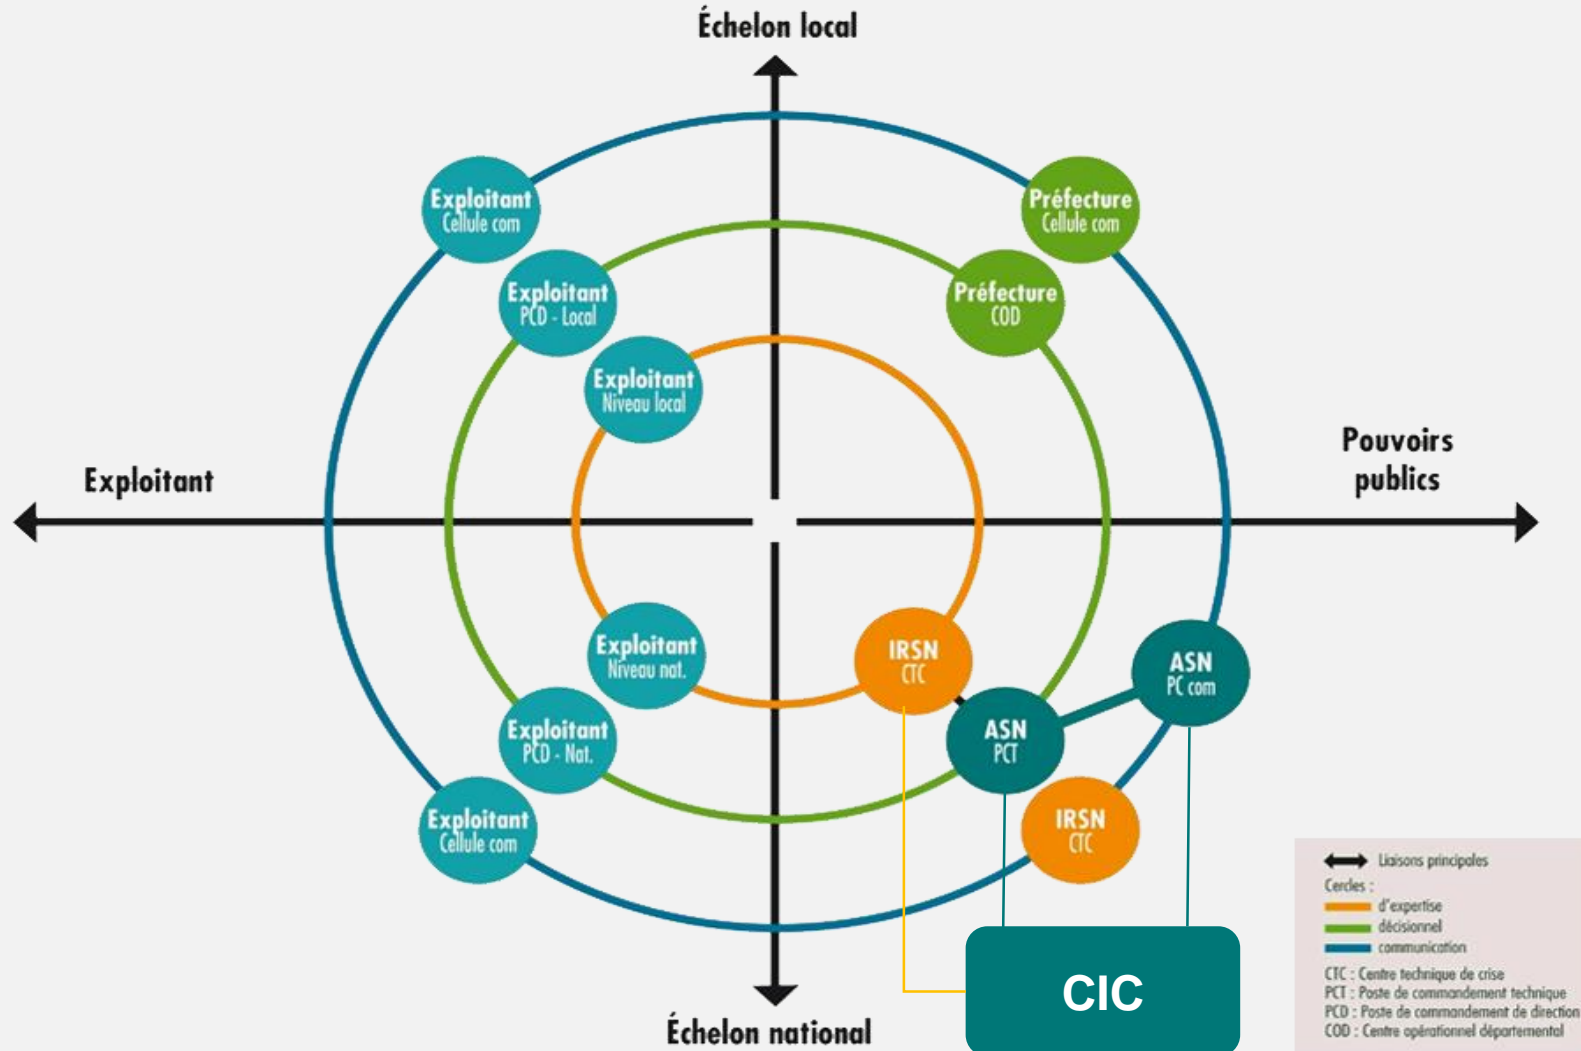 Échelon local
Exploitant
Cellule com
Préfecture
Cellule com
Exploitant
PCD - Local
Préfecture
COD
Exploitant
Niveau local
Exploitant
Pouvoirs
publics
Exploitant
Niveau nat.
IRSN
CTC
ASN
PC com
Exploitant
PCD - Nat.
ASN
PCT
Exploitant
Cellule com
IRSN
CTC
CIC
Échelon national
Liaisons principales
Cercles :
d'expertise
décisionnel
communication
CTC : Centre technique de crise
PCT : Poste de commandement technique
PCD : Poste de commandement de direction
COD : Centre opérationnel départemental